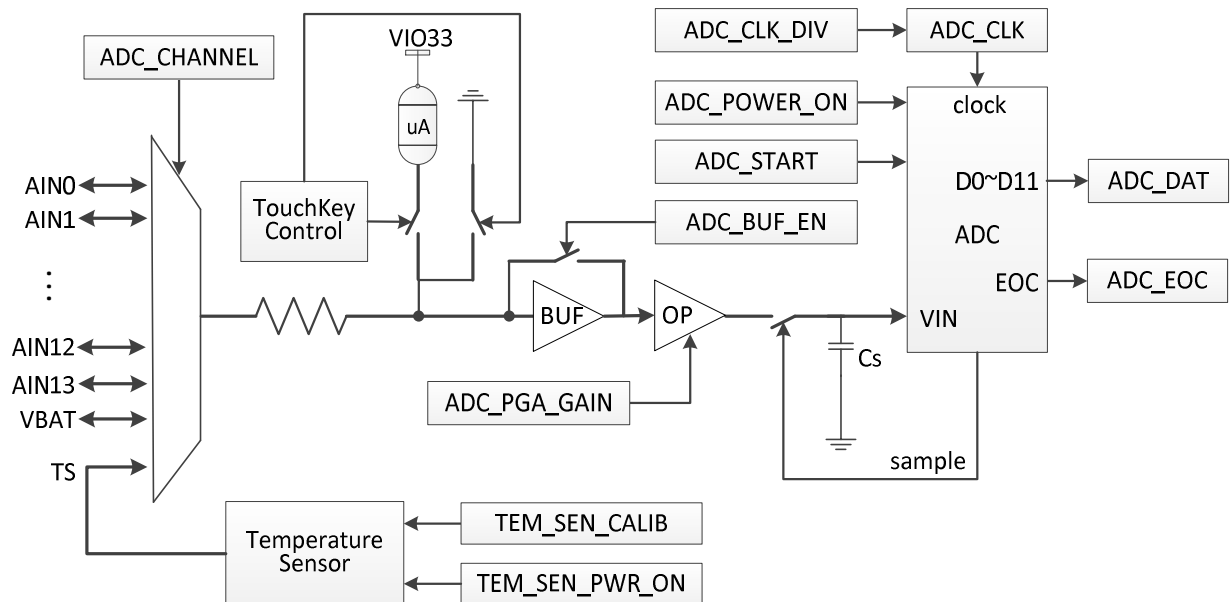 ADC_CHANNEL
VIO33
ADC_CLK_DIV
ADC_CLK
uA
ADC_POWER_ON
clock
ADC_START
AIN0
AIN1
⋮
TouchKey
Control
D0~D11
ADC_DAT
ADC_BUF_EN
ADC
EOC
ADC_EOC
BUF
OP
VIN
AIN12
AIN13
VBAT
TS
Cs
ADC_PGA_GAIN
sample
Temperature
Sensor
TEM_SEN_CALIB
TEM_SEN_PWR_ON